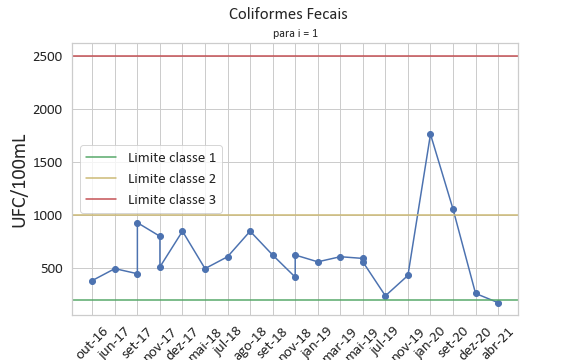 Coliformes Fecais
para i = 1
UFC/100mL
2500
2000
1500
1000
500
Limite classe 1
Limite classe 2
Limite classe 3
out-16
jun-17
set-17
nov-17
dez-17
mai-18
jul-18
ago-18
set-18
nov-18
jan-19
mar-19
mai-19
jul-19
nov-19
jan-20
set-20
dez-20
abr-21